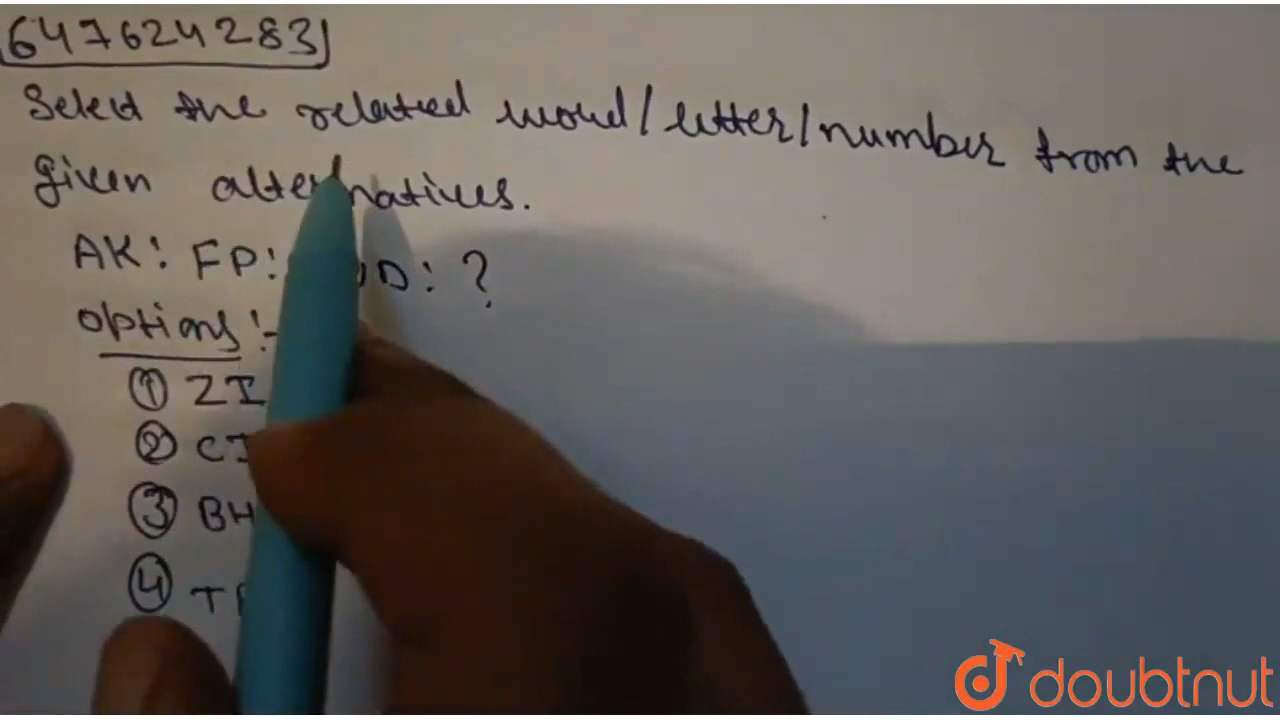 647624283
Select the related word/letter/number from the
given alternatives.
AK: FP: D: ?
options:-
① ZI
② CI
③ BH
④
doubtnut